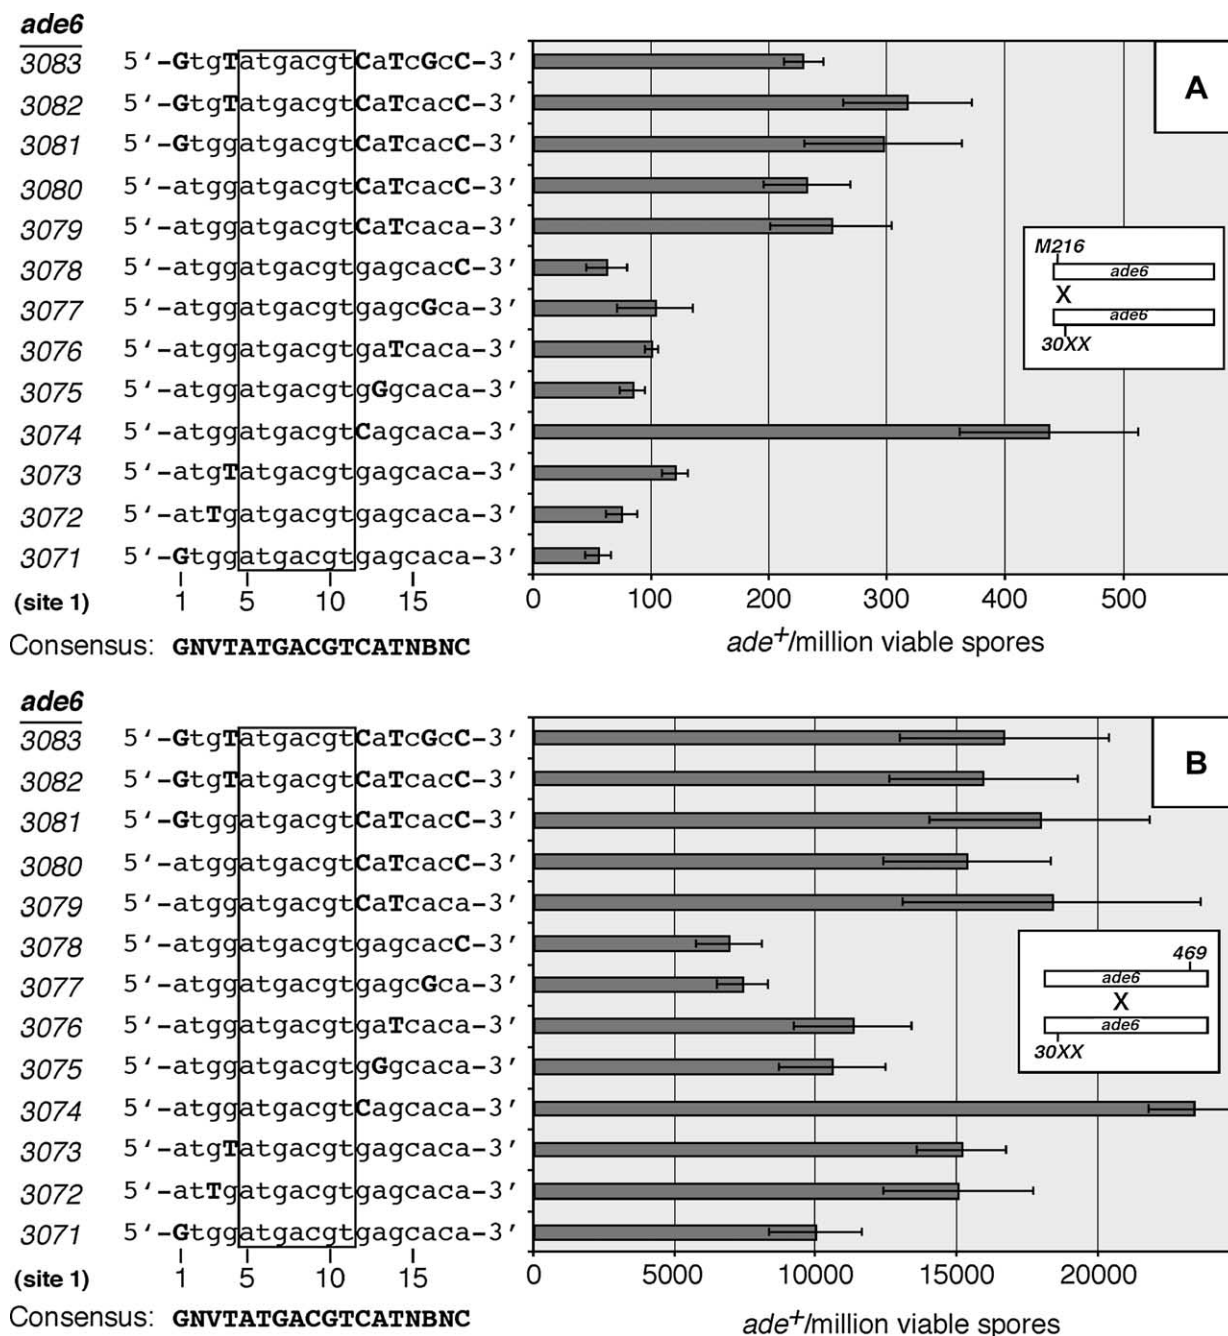 ade6
3083 5‘-GtgTatgacgtCaTcGcC-3’
A
3082 5‘-GtgTatgacgtCaTcacC-3’
3081 5‘-GtggatgacgtCaTcacC-3’
3080 5‘-atggatgacgtCaTcacC-3’
3079 5‘-atggatgacgtCaTcaca-3’
3078 5‘-atggatgacgtgagcacC-3’
3077 5‘-atggatgacgtgagcGca-3’
3076 5‘-atggatgacgtgaTcaca-3’
3075 5‘-atggatgacgtgGgcaca-3’
3074 5‘-atggatgacgtCagcaca-3’
3073 5‘-atgTatgacgtgagcaca-3’
3072 5‘-atTgatgacgtgagcaca-3’
3071 5‘-Gtggatgacgtgagcaca-3’
M216
ade6
X
ade6
30XX
(site 1) 1 5 10 15
0 100 200 300 400 500
Consensus: GNVTATGACGTCATNBNC
ade+/million viable spores
ade6
3083 5‘-GtgTatgacgtCaTcGcC-3’
B
3082 5‘-GtgTatgacgtCaTcacC-3’
3081 5‘-GtggatgacgtCaTcacC-3’
3080 5‘-atggatgacgtCaTcacC-3’
3079 5‘-atggatgacgtCaTcaca-3’
3078 5‘-atggatgacgtgagcacC-3’
3077 5‘-atggatgacgtgagcGca-3’
3076 5‘-atggatgacgtgaTcaca-3’
3075 5‘-atggatgacgtgGgcaca-3’
3074 5‘-atggatgacgtCagcaca-3’
3073 5‘-atgTatgacgtgagcaca-3’
3072 5‘-atTgatgacgtgagcaca-3’
3071 5‘-Gtggatgacgtgagcaca-3’
469
ade6
X
ade6
30XX
(site 1) 1 5 10 15
0 5000 10000 15000 20000
Consensus: GNVTATGACGTCATNBNC
ade+/million viable spores